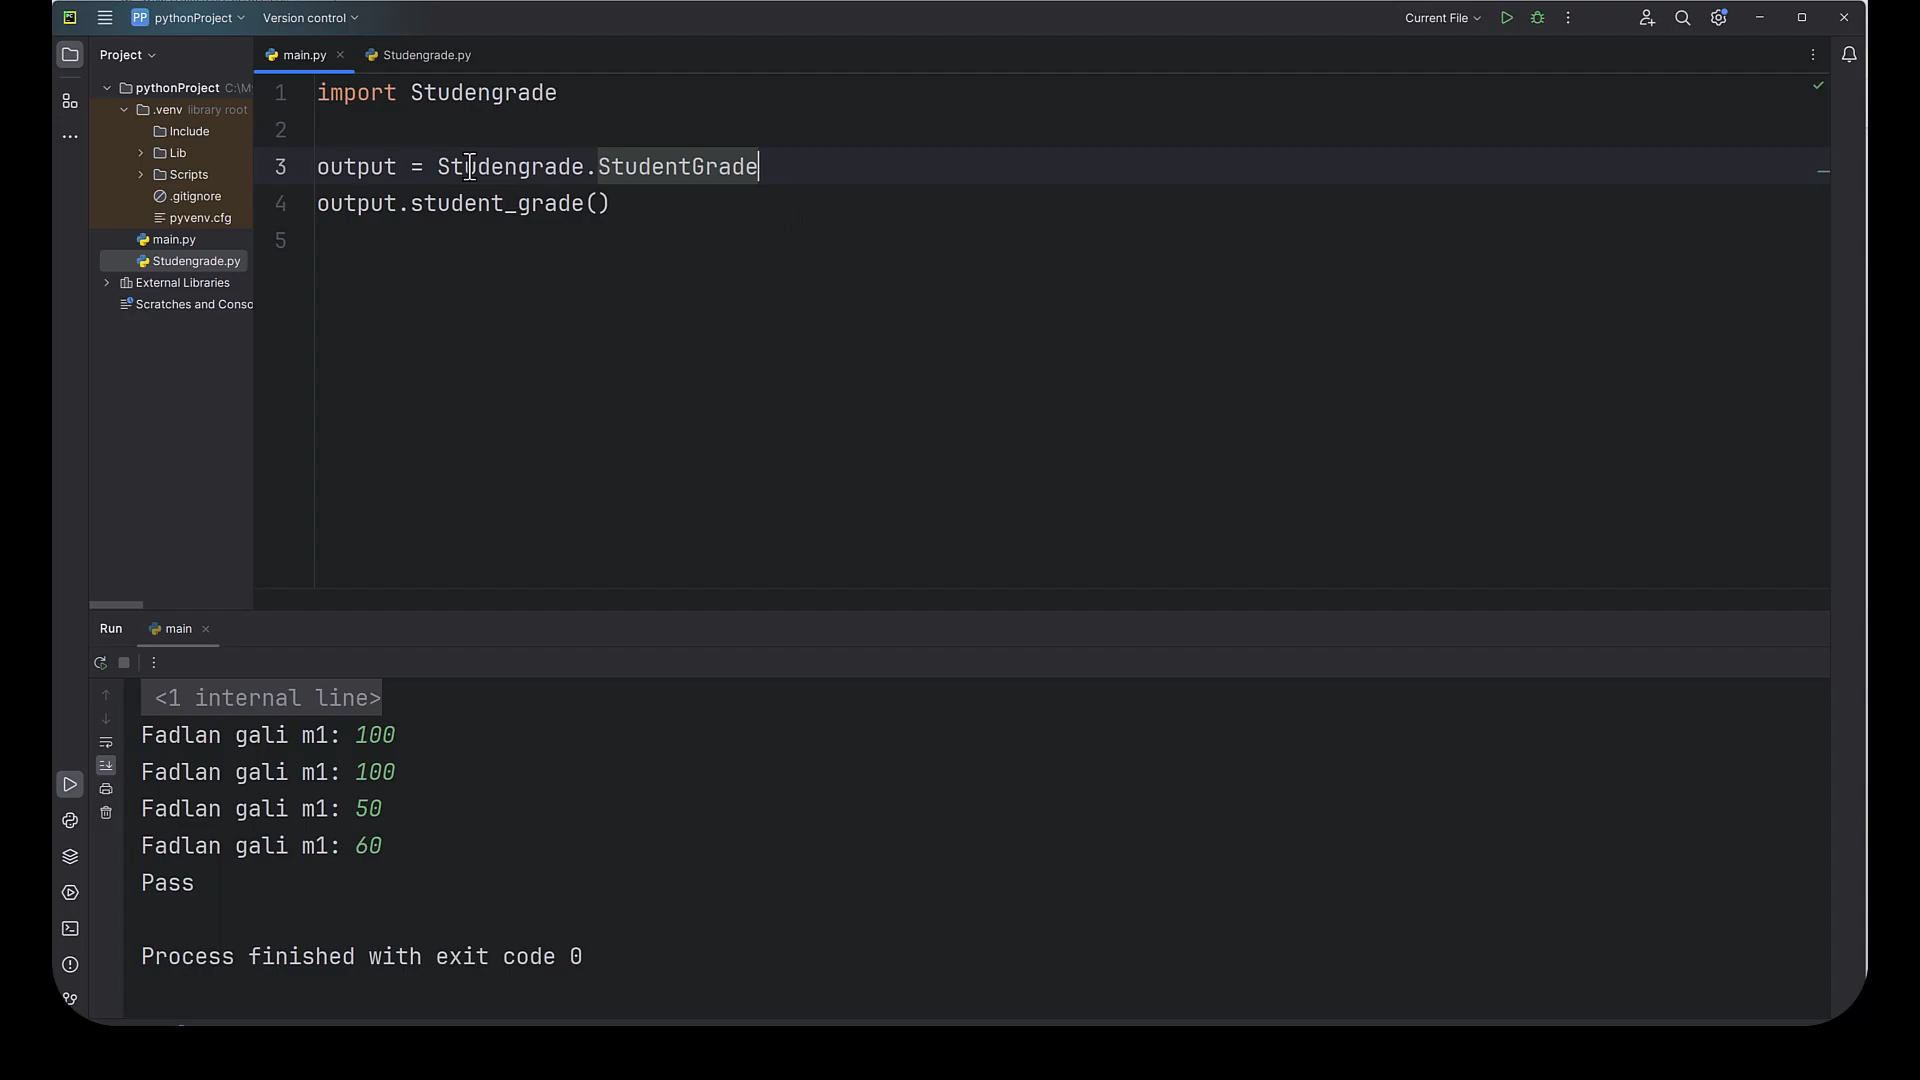 PP pythonProject Version control Current File
Project main.py Studengrade.py
pythonProject C:\M
.venv library root
Include
Lib
Scripts
.gitignore
pyvenv.cfg
main.py
Studengrade.py
External Libraries
Scratches and Conso
1 import Studengrade
2
3 output = Studengrade.StudentGrade
4 output.student_grade()
5
Run main
<1 internal line>
Fadlan gali m1: 100
Fadlan gali m1: 100
Fadlan gali m1: 50
Fadlan gali m1: 60
Pass
Process finished with exit code 0